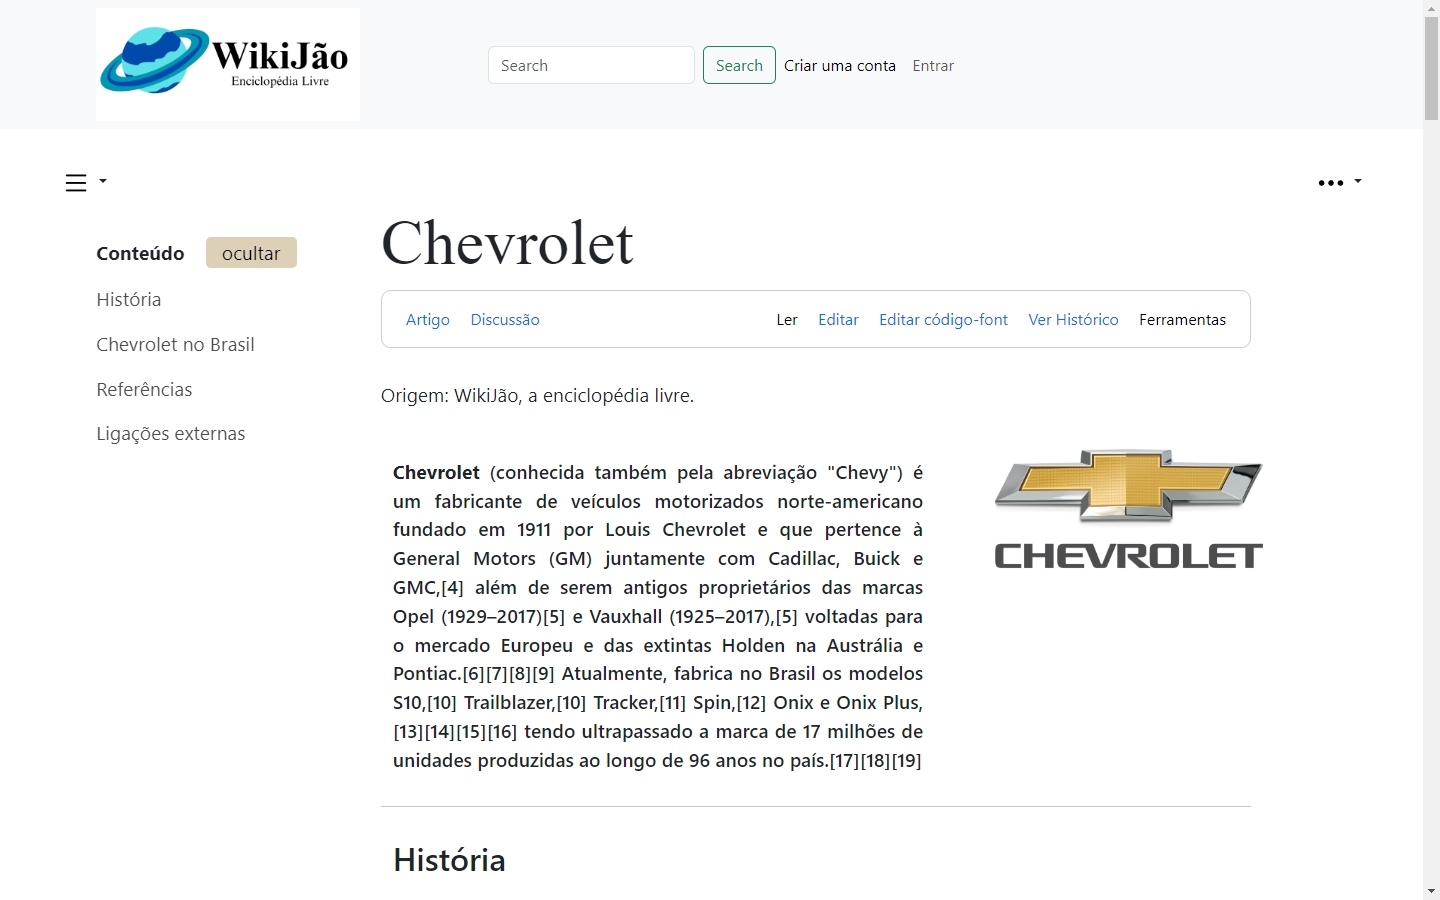 WikiJão
Enciclopédia Livre
Search
Search
Criar uma conta
Entrar
Conteúdo
ocultar
História
Chevrolet no Brasil
Referências
Ligações externas
Chevrolet
Artigo
Discussão
Ler
Editar
Editar código-font
Ver Histórico
Ferramentas
Origem: WikiJão, a enciclopédia livre.
Chevrolet (conhecida também pela abreviação "Chevy") é
um fabricante de veículos motorizados norte-americano
fundado em 1911 por Louis Chevrolet e que pertence à
General Motors (GM) juntamente com Cadillac, Buick e
GMC,[4] além de serem antigos proprietários das marcas
Opel (1929–2017)[5] e Vauxhall (1925–2017),[5] voltadas para
o mercado Europeu e das extintas Holden na Austrália e
Pontiac.[6][7][8][9] Atualmente, fabrica no Brasil os modelos
S10,[10] Trailblazer,[10] Tracker,[11] Spin,[12] Onix e Onix Plus,
[13][14][15][16] tendo ultrapassado a marca de 17 milhões de
unidades produzidas ao longo de 96 anos no país.[17][18][19]
CHEVROLET
História